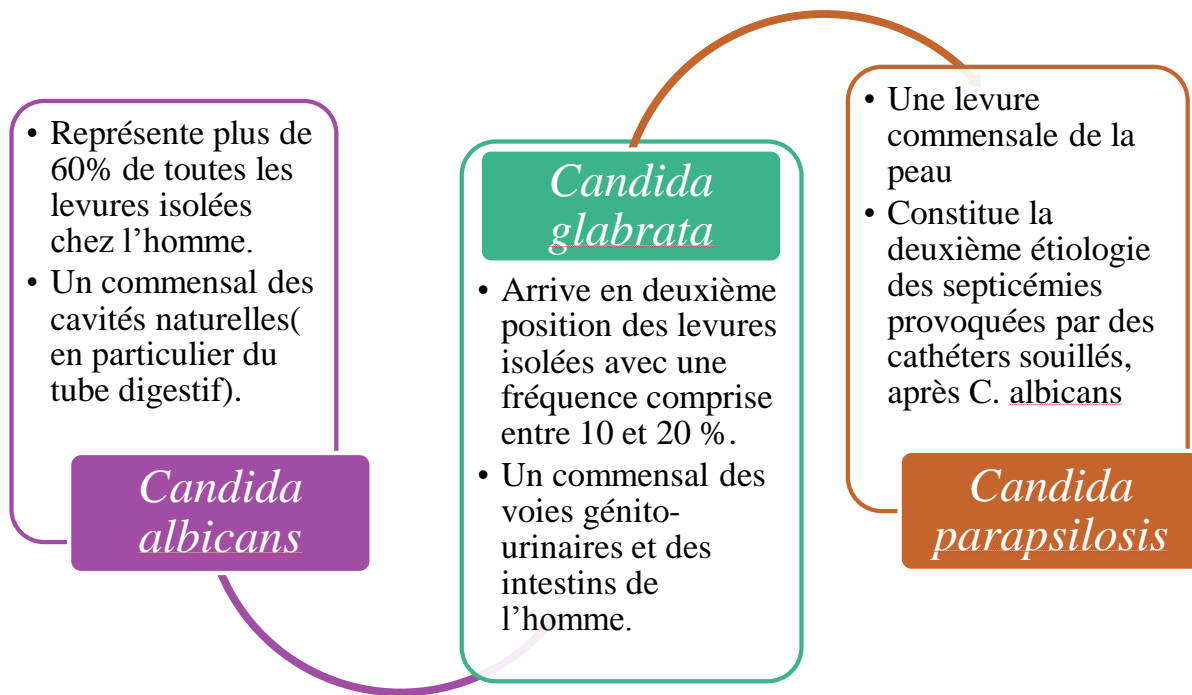 • Représente plus de
60% de toutes les
levures isolées
chez l’homme.
• Un commensal des
cavités naturelles(
en particulier du
tube digestif).
Candida
albicans
Candida
glabrata
• Arrive en deuxième
position des levures
isolées avec une
fréquence comprise
entre 10 et 20 %.
• Un commensal des
voies génito-
urinaires et des
intestins de
l’homme.
• Une levure
commensale de la
peau
• Constitue la
deuxième étiologie
des septicémies
provoquées par des
cathéters souillés,
après C. albicans
Candida
parapsilosis